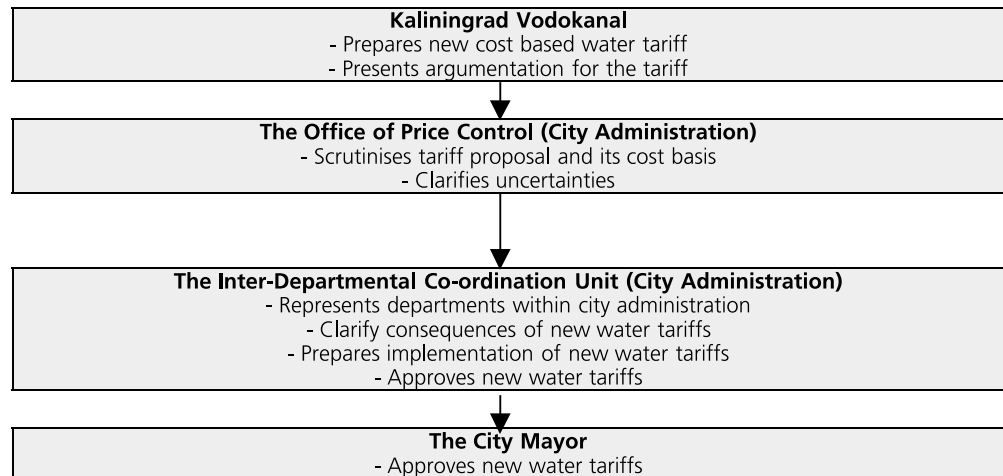 Kaliningrad Vodokanal
- Prepares new cost based water tariff
- Presents argumentation for the tariff
The Office of Price Control (City Administration)
- Scrutinises tariff proposal and its cost basis
- Clarifies uncertainties
The Inter-Departmental Co-ordination Unit (City Administration)
- Represents departments within city administration
- Clarify consequences of new water tariffs
- Prepares implementation of new water tariffs
- Approves new water tariffs
The City Mayor
- Approves new water tariffs